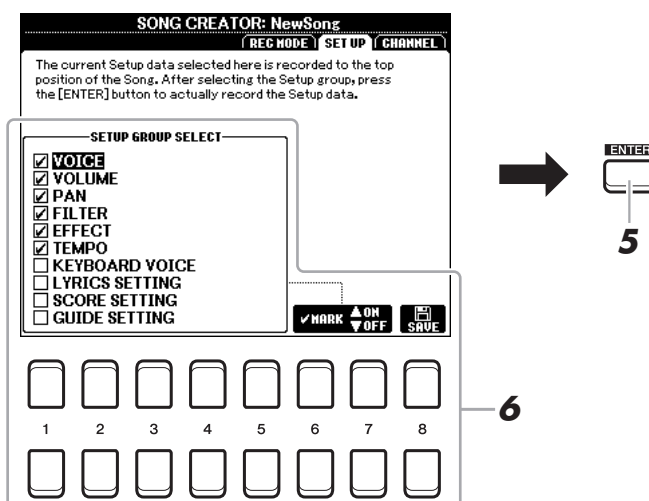 SONG CREATOR: NewSong
REC MODE SET UP CHANNEL
The current Setup data selected here is recorded to the top
position of the Song. After selecting the Setup group, press
the [ENTER] button to actually record the Setup data.
SETUP GROUP SELECT
VOICE
VOLUME
PAN
FILTER
EFFECT
TEMPO
KEYBOARD VOICE
LYRICS SETTING
SCORE SETTING
GUIDE SETTING
MARK ▲ON
▼OFF
SAVE
ENTER
5
6
1 2 3 4 5 6 7 8